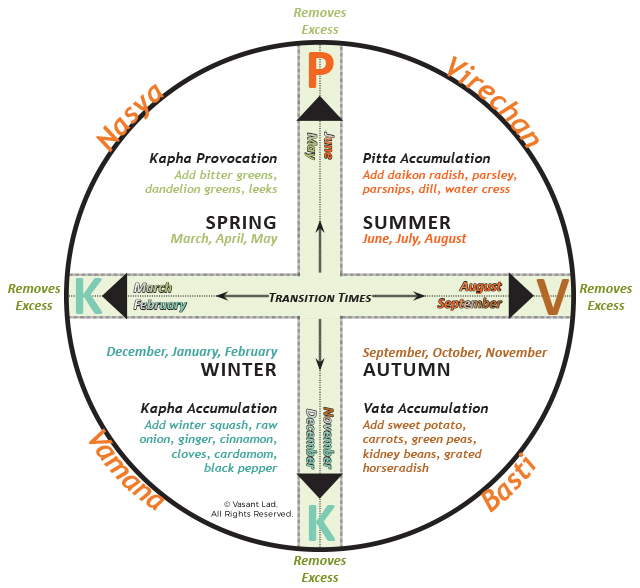 Removes
Excess
P
Nasya
Virechan
May
June
Kapha Provocation
Add bitter greens,
dandelion greens, leeks
SPRING
March, April, May
Pitta Accumulation
Add daikon radish, parsley,
parsnips, dill, water cress
SUMMER
June, July, August
Removes
Excess
K
March
February
TRANSITION TIMES
August
September
V
Removes
Excess
December, January, February
WINTER
Kapha Accumulation
Add winter squash, raw
onion, ginger, cinnamon,
cloves, cardamom,
black pepper
September, October, November
AUTUMN
Vata Accumulation
Add sweet potato,
carrots, green peas,
kidney beans, grated
horseradish
December
November
Vamana
Basti
© Vasant Lad,
All Rights Reserved.
K
Removes
Excess